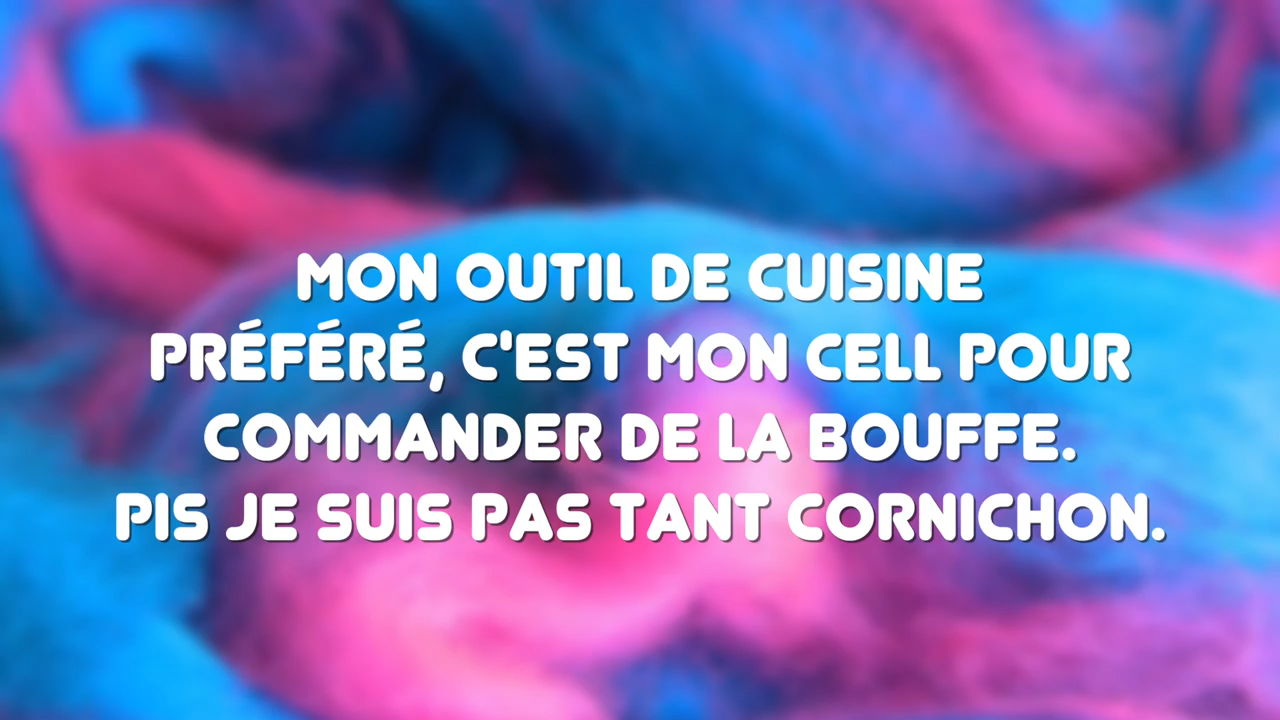 MON OUTIL DE CUISINE
PRÉFÉRÉ, C'EST MON CELL POUR
COMMANDER DE LA BOUFFE.
PIS JE SUIS PAS TANT CORNICHON.